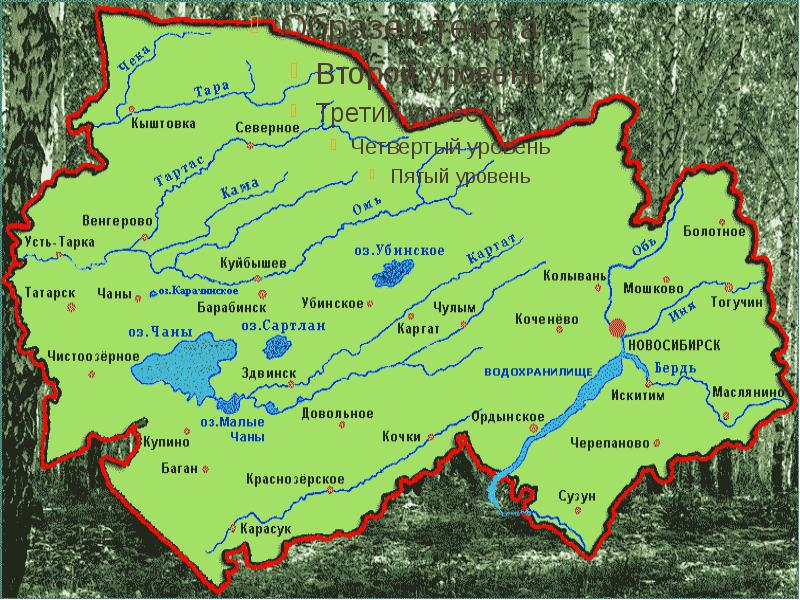 Образец текста
Второй уровень
Третий уровень
Четвертый уровень
Пятый уровень
Чека
Тара
Кыштовка
Северное
Тартас
Кама
Омь
Венгерово
Усть-Тарка
Куйбышев
оз.Убинское
Каргат
Обь
Болотное
Татарск
Чаны
оз.Карачинское
Барабинск
Убинское
Колывань
Мошково
Тогучин
Иня
оз.Чаны
оз.Сартлан
Чулым
Каргат
Коченёво
НОВОСИБИРСК
Чистоозёрное
Здвинск
ВОДОХРАНИЛИЩЕ
Бердь
Искитим
Маслянино
оз.Малые
Чаны
Довольное
Ордынское
Купино
Кочки
Черепаново
Баган
Краснозёрское
Сузун
Карасук